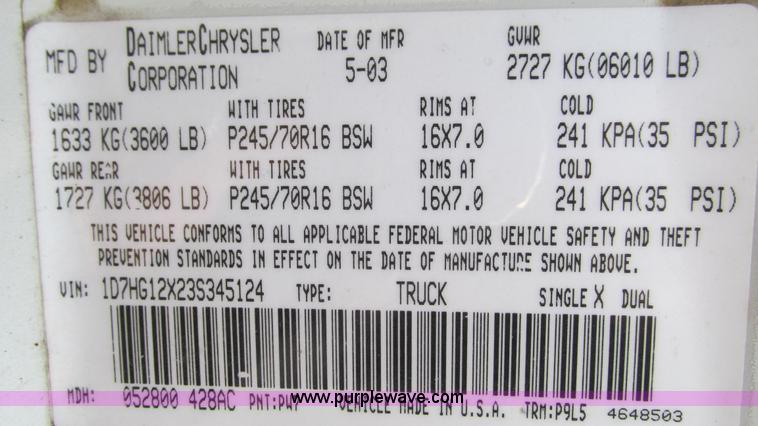 MFD BY DAIMLERCHRYSLER CORPORATION DATE OF MFR 5-03 GVWR 2727 KG(06010 LB)
GAWR FRONT WITH TIRES RIMS AT COLD
1633 KG(3600 LB) P245/70R16 BSW 16X7.0 241 KPA(35 PSI)
GAWR REAR WITH TIRES RIMS AT COLD
1727 KG(3806 LB) P245/70R16 BSW 16X7.0 241 KPA(35 PSI)
THIS VEHICLE CONFORMS TO ALL APPLICABLE FEDERAL MOTOR VEHICLE SAFETY AND THEFT
PREVENTION STANDARDS IN EFFECT ON THE DATE OF MANUFACTURE SHOWN ABOVE.
VIN: 1D7HG12X23S345124 TYPE: TRUCK SINGLE X DUAL
MDH: 052800 428AC PNT:PW7 VEHICLE MADE IN U.S.A. TRM:P9L5 4648503
www.purplewave.com